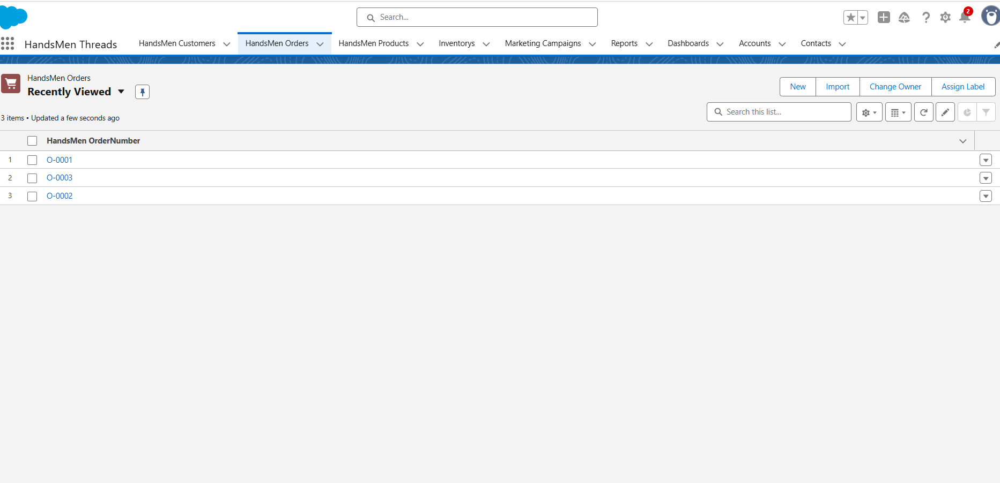 Search...
2
HandsMen Threads
HandsMen Customers
HandsMen Orders
HandsMen Products
Inventorys
Marketing Campaigns
Reports
Dashboards
Accounts
Contacts
HandsMen Orders
Recently Viewed
New
Import
Change Owner
Assign Label
3 items • Updated a few seconds ago
Search this list...
HandsMen OrderNumber
1 O-0001
2 O-0003
3 O-0002